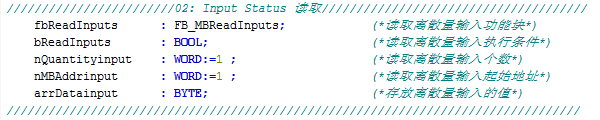 ////////////////////////02: Input Status 读取//////////////////////////////////////
fbReadInputs : FB_MBReadInputs; (*读取离散量输入功能块*)
bReadInputs : BOOL; (*读取离散量输入执行条件*)
nQuantityinput : WORD:=1 ; (*读取离散量输入个数*)
nMBAddrinput : WORD:=1 ; (*读取离散量输入起始地址*)
arrDatainput : BYTE; (*存放离散量输入的值*)
//////////////////////////////////////////////////////////////////////////////////